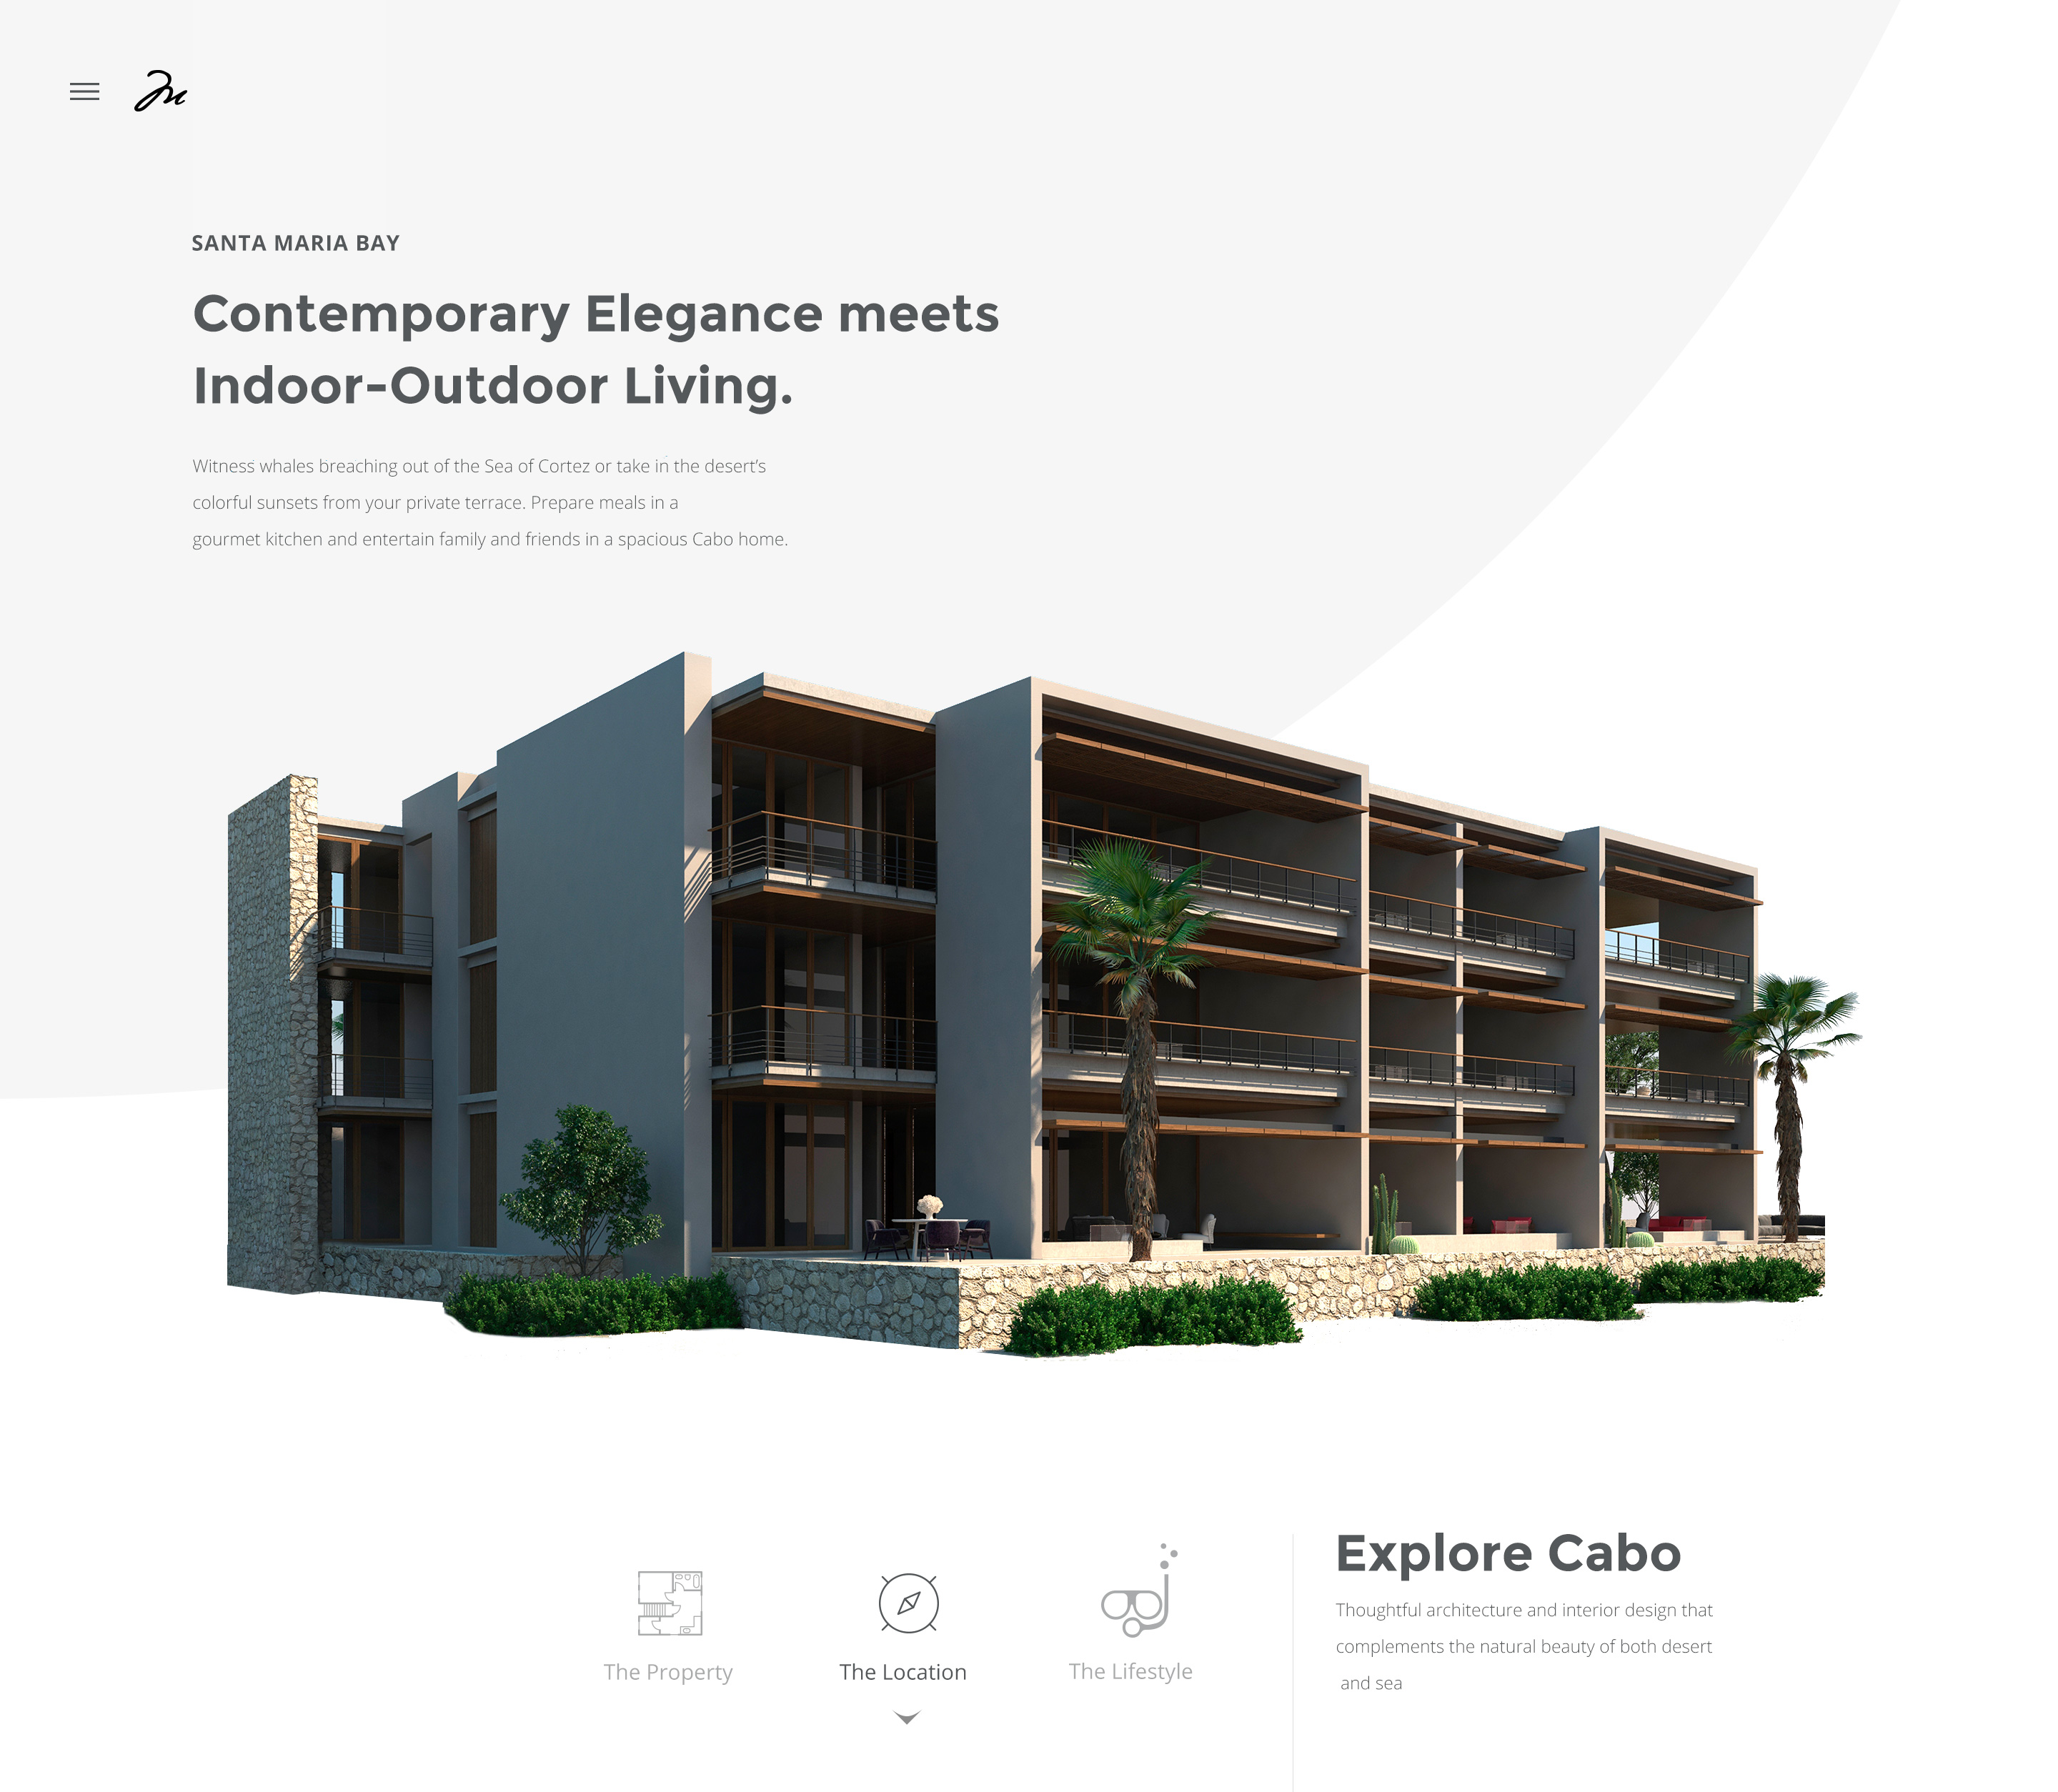 SANTA MARIA BAY
Contemporary Elegance meets
Indoor-Outdoor Living.
Witness whales breaching out of the Sea of Cortez or take in the desert’s
colorful sunsets from your private terrace. Prepare meals in a
gourmet kitchen and entertain family and friends in a spacious Cabo home.
The Property
The Location
The Lifestyle
Explore Cabo
Thoughtful architecture and interior design that
complements the natural beauty of both desert
and sea